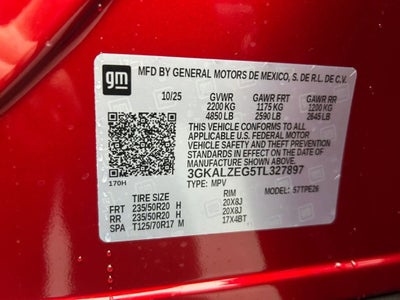 gm MFD BY GENERAL MOTORS DE MEXICO, S. DE R.L. DE C.V.
10/25 GVWR GAWR FRT GAWR RR
2200 KG 1175 KG 1200 KG
4850 LB 2590 LB 2645 LB
THIS VEHICLE CONFORMS TO ALL APPLICABLE
U.S. FEDERAL MOTOR VEHICLE SAFETY, BUMPER, AND
THEFT PREVENTION STANDARDS IN EFFECT ON THE
DATE OF MANUFACTURE SHOWN ABOVE.
3GKALZEG5TL327897
170H TYPE: MPV
TIRE SIZE RIM 57TPE26
FRT 235/50R20 H 20X8J
RR 235/50R20 H 20X8J
SPA T125/70R17 M 17X4BT